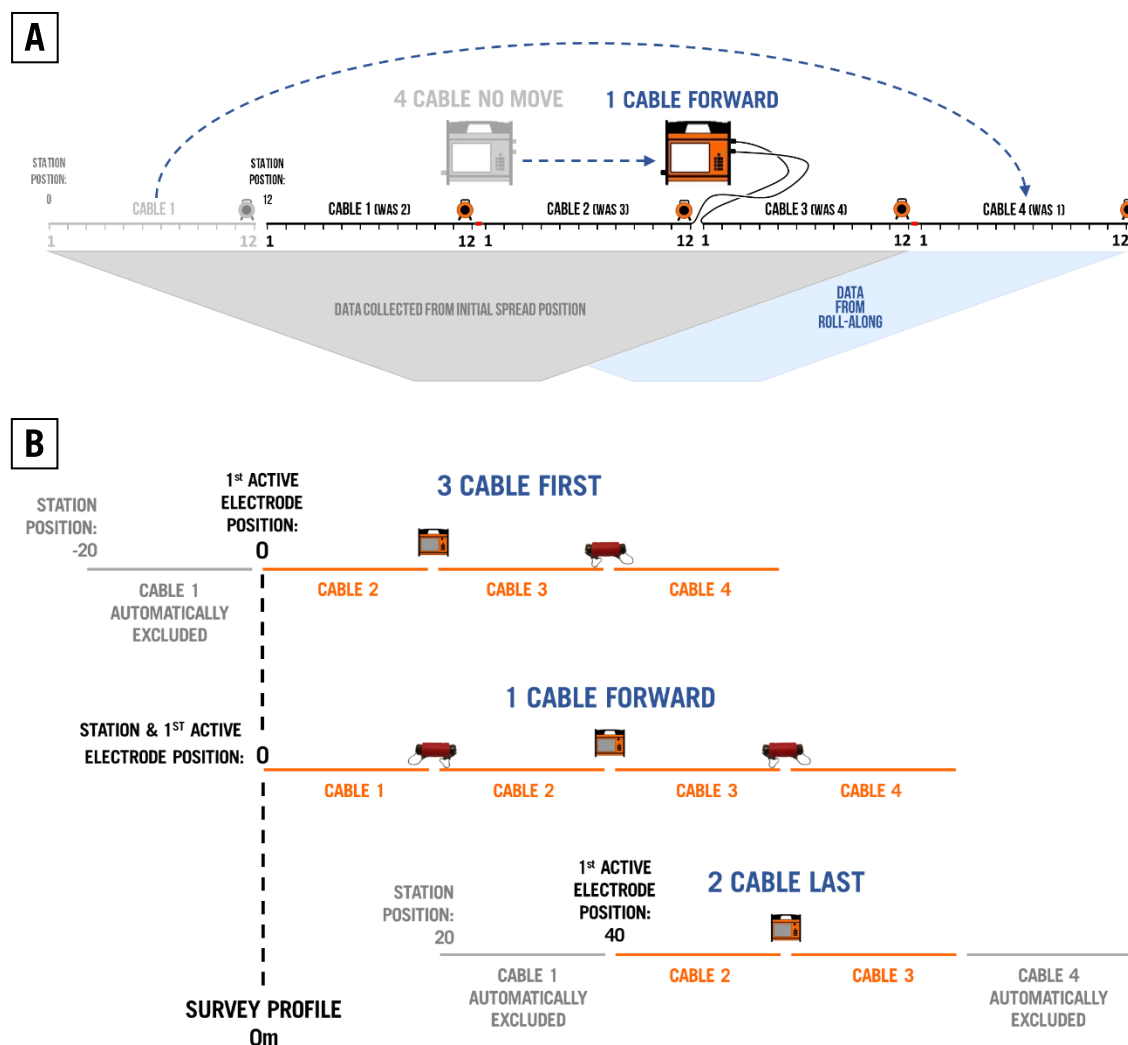 A
4 CABLE NO MOVE
1 CABLE FORWARD
STATION
POSTION:
0
STATION
POSTION:
12
CABLE 1
CABLE 1 (WAS 2)
CABLE 2 (WAS 3)
CABLE 3 (WAS 4)
CABLE 4 (WAS 1)
1 12 1 12 1 12 1 12 1 12
DATA COLLECTED FROM INITIAL SPREAD POSITION
DATA
FROM
ROLL-ALONG
B
3 CABLE FIRST
STATION
POSITION:
-20
1st ACTIVE
ELECTRODE
POSITION:
0
CABLE 1
AUTOMATICALLY
EXCLUDED
CABLE 2
CABLE 3
CABLE 4
1 CABLE FORWARD
STATION & 1ST ACTIVE
ELECTRODE POSITION: 0
CABLE 1
CABLE 2
CABLE 3
CABLE 4
2 CABLE LAST
STATION
POSITION:
20
1st ACTIVE
ELECTRODE
POSITION:
40
CABLE 1
AUTOMATICALLY
EXCLUDED
CABLE 2
CABLE 3
CABLE 4
AUTOMATICALLY
EXCLUDED
SURVEY PROFILE
0m